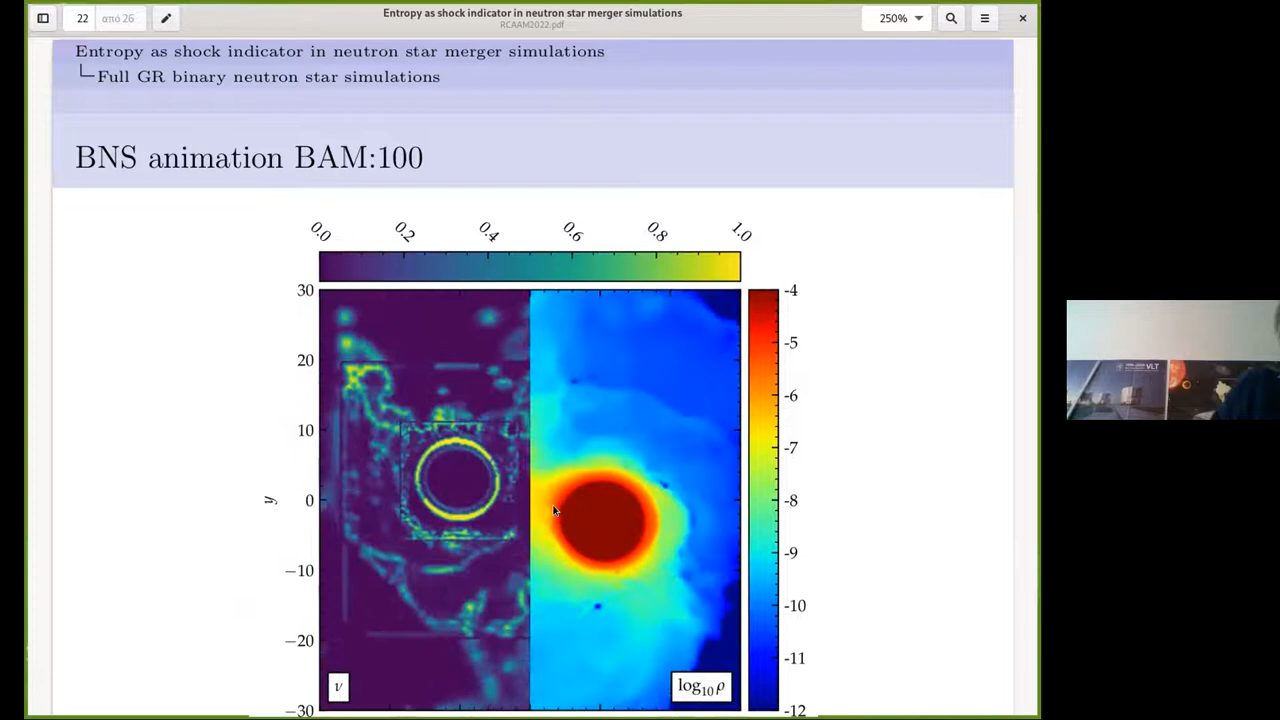 22
από 26
Entropy as shock indicator in neutron star merger simulations
RCAAM2022.pdf
250%
Entropy as shock indicator in neutron star merger simulations
Full GR binary neutron star simulations
BNS animation BAM:100
0.0 0.2 0.4 0.6 0.8 1.0
30
20
10
0
−10
−20
−30
y
-4
-5
-6
-7
-8
-9
-10
-11
-12
ν
log₁₀ ρ
VLT